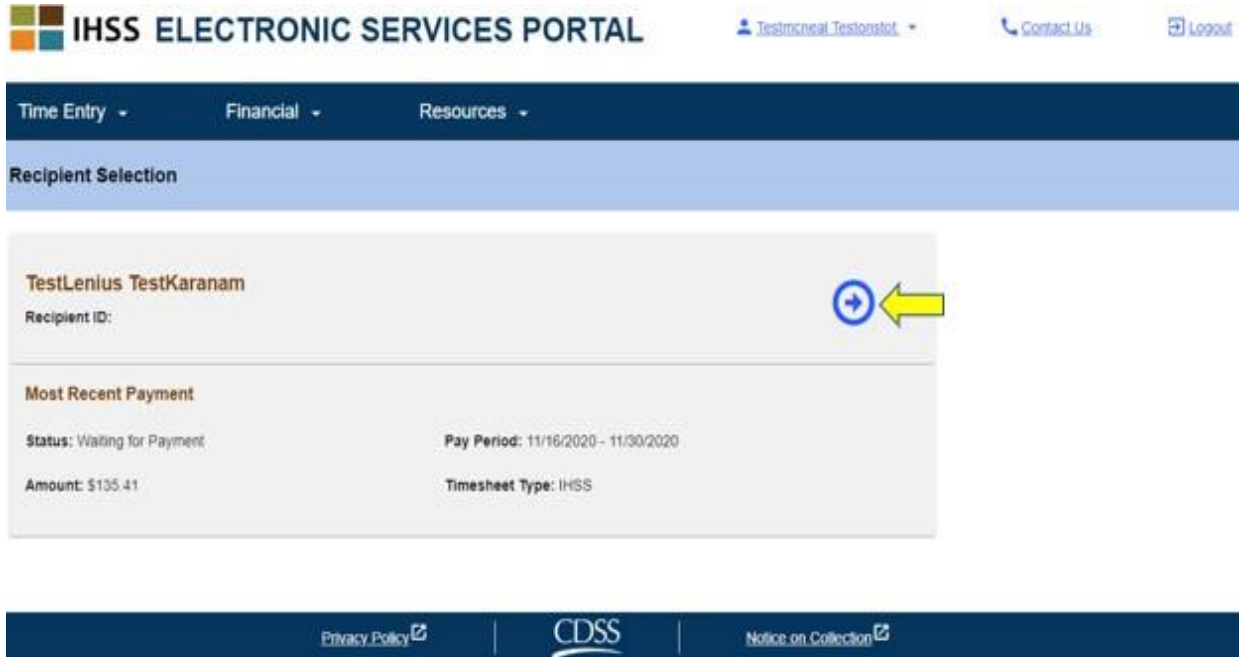 IHSS ELECTRONIC SERVICES PORTAL
Testmcneal Testonstot
Contact Us
Logout
Time Entry
Financial
Resources
Recipient Selection
TestLenius TestKaranam
Recipient ID:
Most Recent Payment
Status: Waiting for Payment
Pay Period: 11/16/2020 - 11/30/2020
Amount: $135.41
Timesheet Type: IHSS
Privacy Policy
CDSS
Notice on Collection